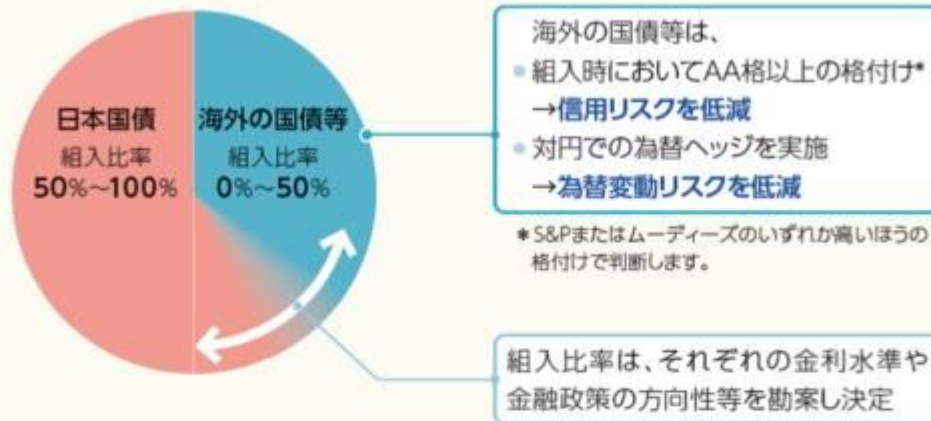 日本国債
組入比率
50%～100%
海外の国債等
組入比率
0%～50%
海外の国債等は、
●組入時においてAA格以上の格付け*
→信用リスクを低減
●対円での為替ヘッジを実施
→為替変動リスクを低減
*S&Pまたはムーディーズのいずれか高いほうの
格付けで判断します。
組入比率は、それぞれの金利水準や
金融政策の方向性等を勘案し決定